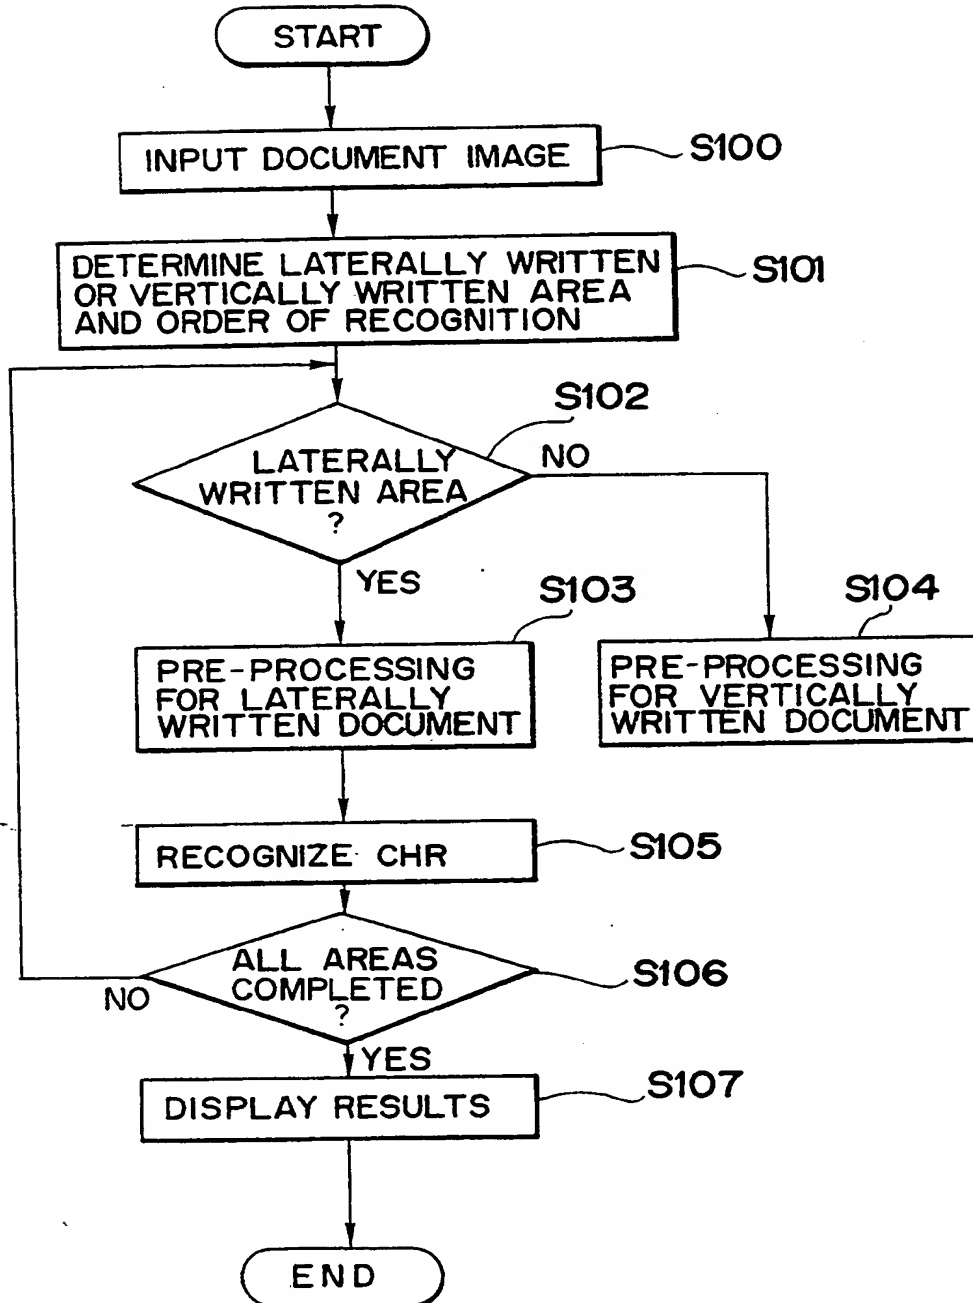 START
INPUT DOCUMENT IMAGE
S100
DETERMINE LATERALLY WRITTEN
OR VERTICALLY WRITTEN AREA
AND ORDER OF RECOGNITION
S101
S102
LATERALLY
WRITTEN AREA
?
NO
YES
S103
PRE-PROCESSING
FOR LATERALLY
WRITTEN DOCUMENT
S104
PRE-PROCESSING
FOR VERTICALLY
WRITTEN DOCUMENT
RECOGNIZE CHR
S105
ALL AREAS
COMPLETED
?
S106
NO
YES
DISPLAY RESULTS
S107
END